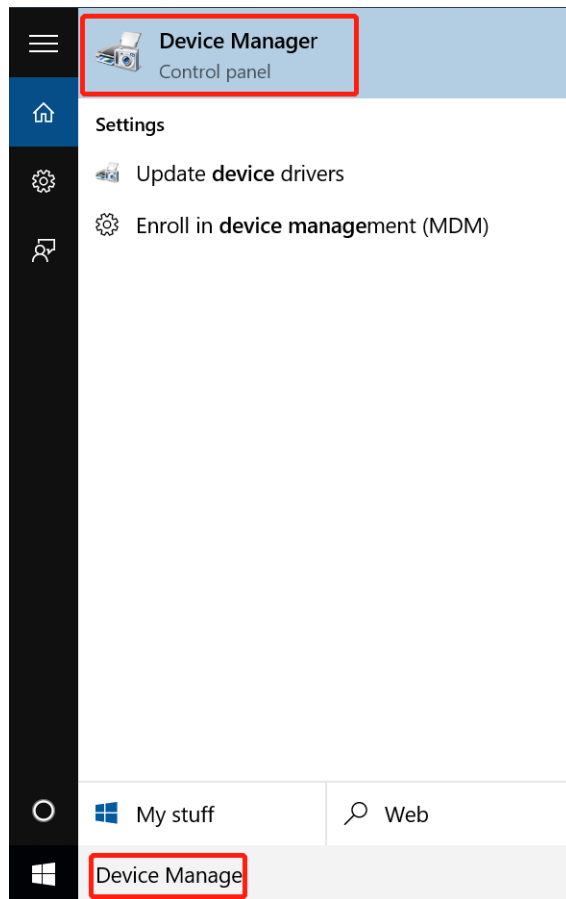 Device Manager
Control panel
Settings
Update device drivers
Enroll in device management (MDM)
My stuff
Web
Device Manage